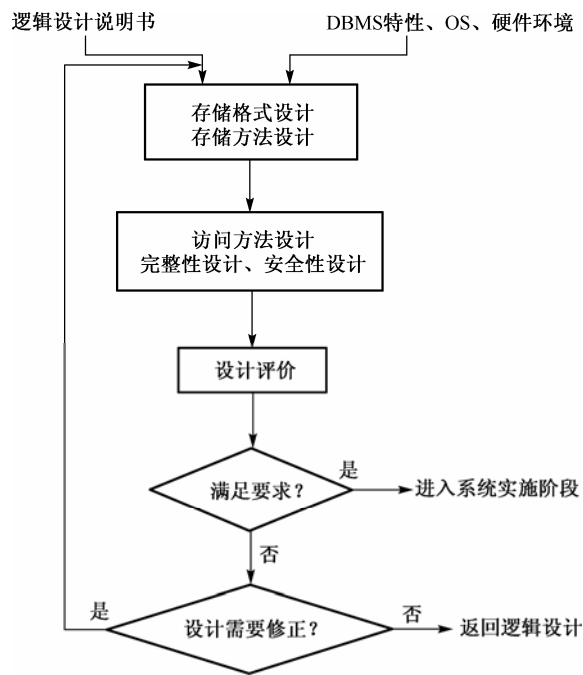 逻辑设计说明书
DBMS特性、OS、硬件环境
存储格式设计
存储方法设计
访问方法设计
完整性设计、安全性设计
设计评价
满足要求？
是
进入系统实施阶段
否
设计需要修正？
是
否
返回逻辑设计